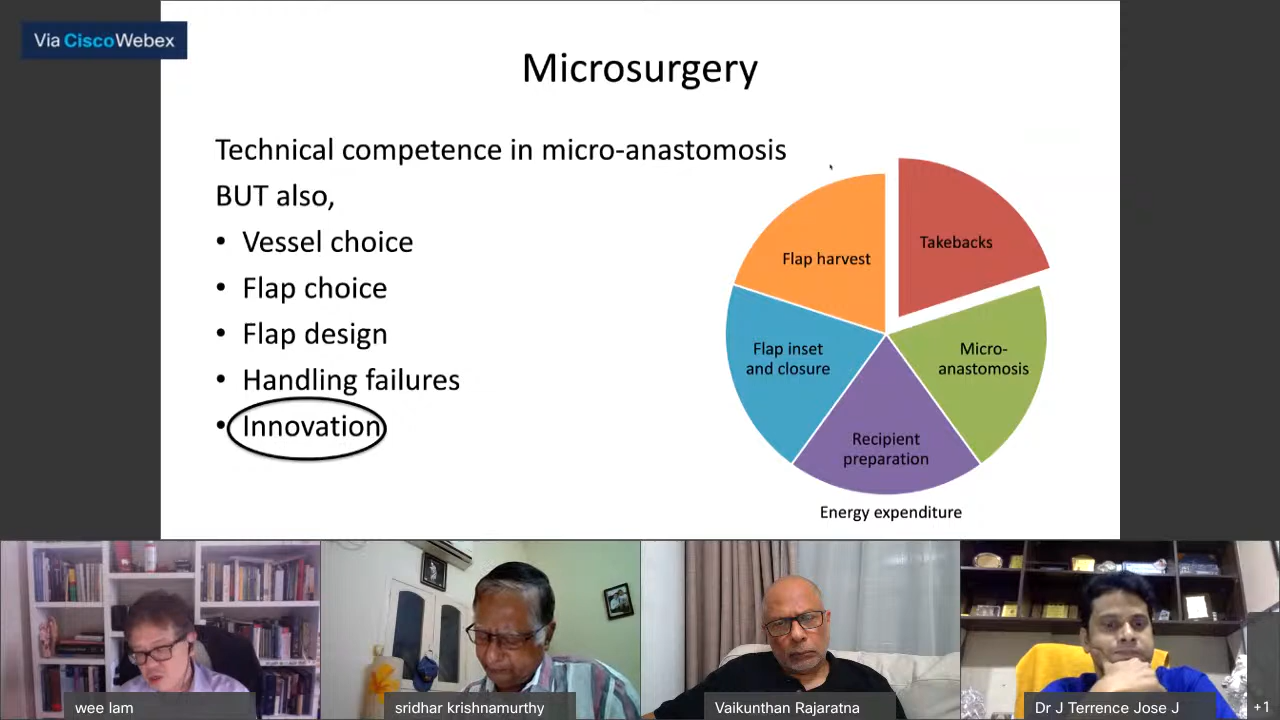 Via CiscoWebex
Microsurgery
Technical competence in micro-anastomosis
BUT also,
• Vessel choice
• Flap choice
• Flap design
• Handling failures
• Innovation
Flap harvest
Takebacks
Flap inset
and closure
Micro-
anastomosis
Recipient
preparation
Energy expenditure
wee lam
sridhar krishnamurthy
Vaikunthan Rajaratna
Dr J Terrence Jose J
+1